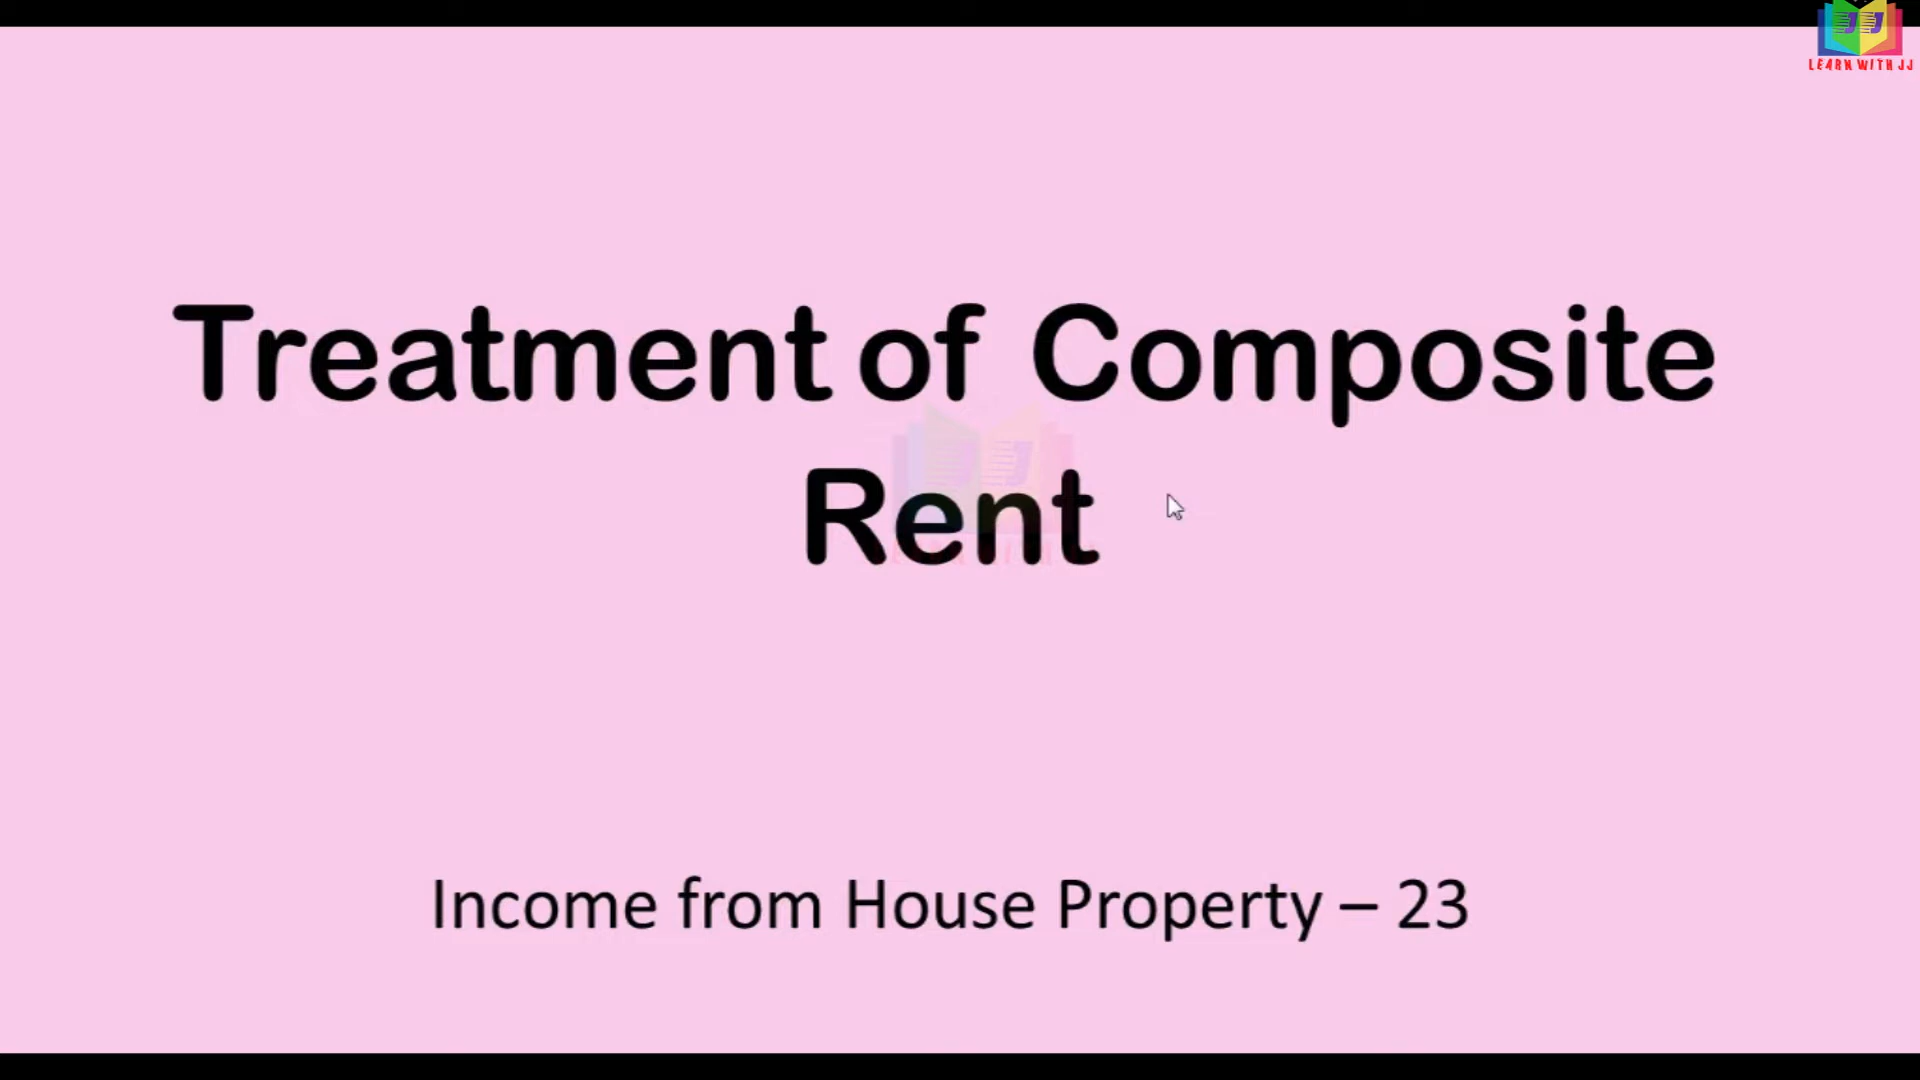 LEARN WITH JJ
Treatment of Composite
Rent
Income from House Property – 23